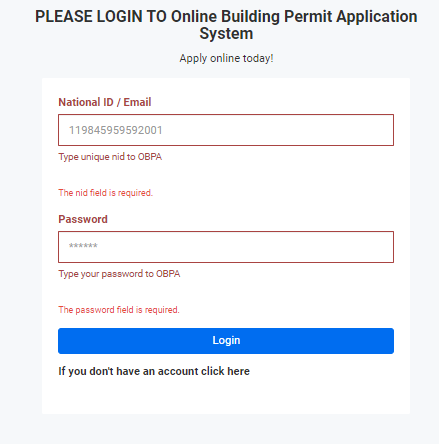 PLEASE LOGIN TO Online Building Permit Application
System
Apply online today!
National ID / Email
119845959592001
Type unique nid to OBPA
The nid field is required.
Password
******
Type your password to OBPA
The password field is required.
Login
If you don't have an account click here